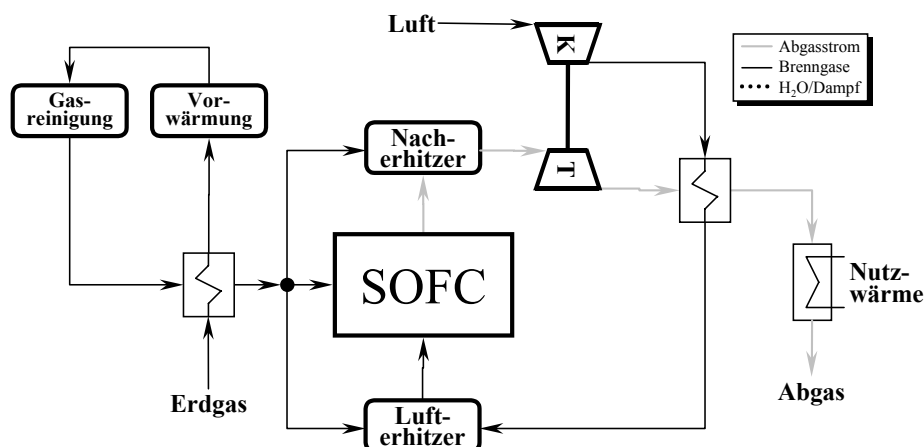 Luft
K
Abgasstrom
Brenngase
H₂O/Dampf
Gas-
reinigung
Vor-
wärmung
Nach-
erhitzer
T
SOFC
Nutz-
wärme
Erdgas
Luft-
erhitzer
Abgas